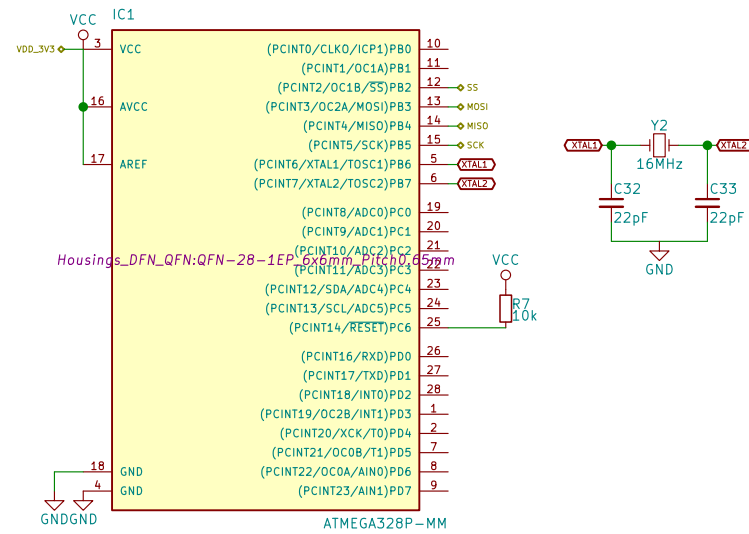 IC1
VCC
VDD_3V3
3 VCC
16 AVCC
17 AREF
18 GND
4 GND
GND
GND
(PCINT0/CLKO/ICP1)PB0 10
(PCINT1/OC1A)PB1 11
(PCINT2/OC1B/SS)PB2 12 SS
(PCINT3/OC2A/MOSI)PB3 13 MOSI
(PCINT4/MISO)PB4 14 MISO
(PCINT5/SCK)PB5 15 SCK
(PCINT6/XTAL1/TOSC1)PB6 5 XTAL1
(PCINT7/XTAL2/TOSC2)PB7 6 XTAL2
(PCINT8/ADC0)PC0 19
(PCINT9/ADC1)PC1 20
(PCINT10/ADC2)PC2 21
Housings_DFN_QFN:QFN-28-1EP_6x6mm_Pitch0.65mm
(PCINT11/ADC3)PC3 22
(PCINT12/SDA/ADC4)PC4 23
(PCINT13/SCL/ADC5)PC5 24
(PCINT14/RESET)PC6 25
(PCINT16/RXD)PD0 26
(PCINT17/TXD)PD1 27
(PCINT18/INT0)PD2 28
(PCINT19/OC2B/INT1)PD3 1
(PCINT20/XCK/T0)PD4 2
(PCINT21/OC0B/T1)PD5 7
(PCINT22/OC0A/AIN0)PD6 8
(PCINT23/AIN1)PD7 9
ATMEGA328P-MM
VCC
R7
10k
XTAL1
Y2
16MHz
XTAL2
C32
22pF
C33
22pF
GND